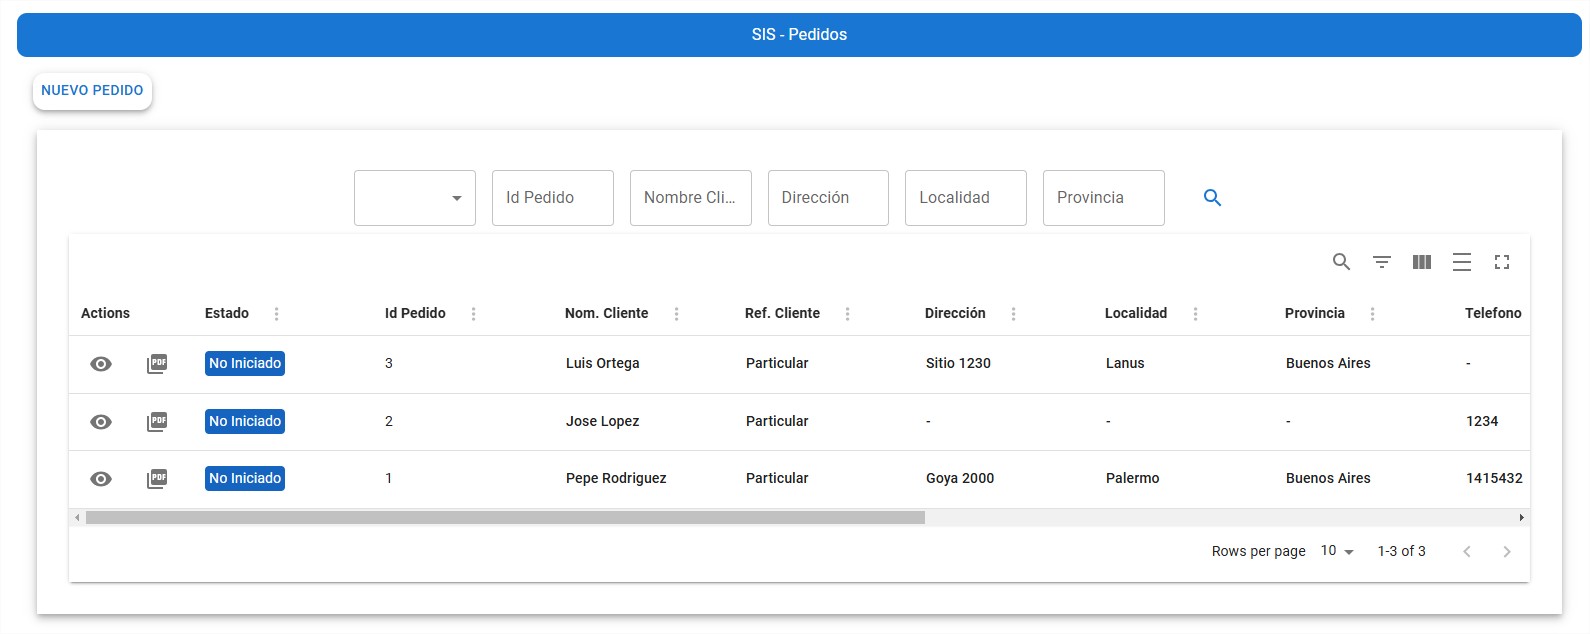 SIS - Pedidos
NUEVO PEDIDO
Id Pedido Nombre Cli... Dirección Localidad Provincia
Actions Estado Id Pedido Nom. Cliente Ref. Cliente Dirección Localidad Provincia Telefono
PDF No Iniciado 3 Luis Ortega Particular Sitio 1230 Lanus Buenos Aires -
PDF No Iniciado 2 Jose Lopez Particular - - - 1234
PDF No Iniciado 1 Pepe Rodriguez Particular Goya 2000 Palermo Buenos Aires 1415432
Rows per page 10 1-3 of 3